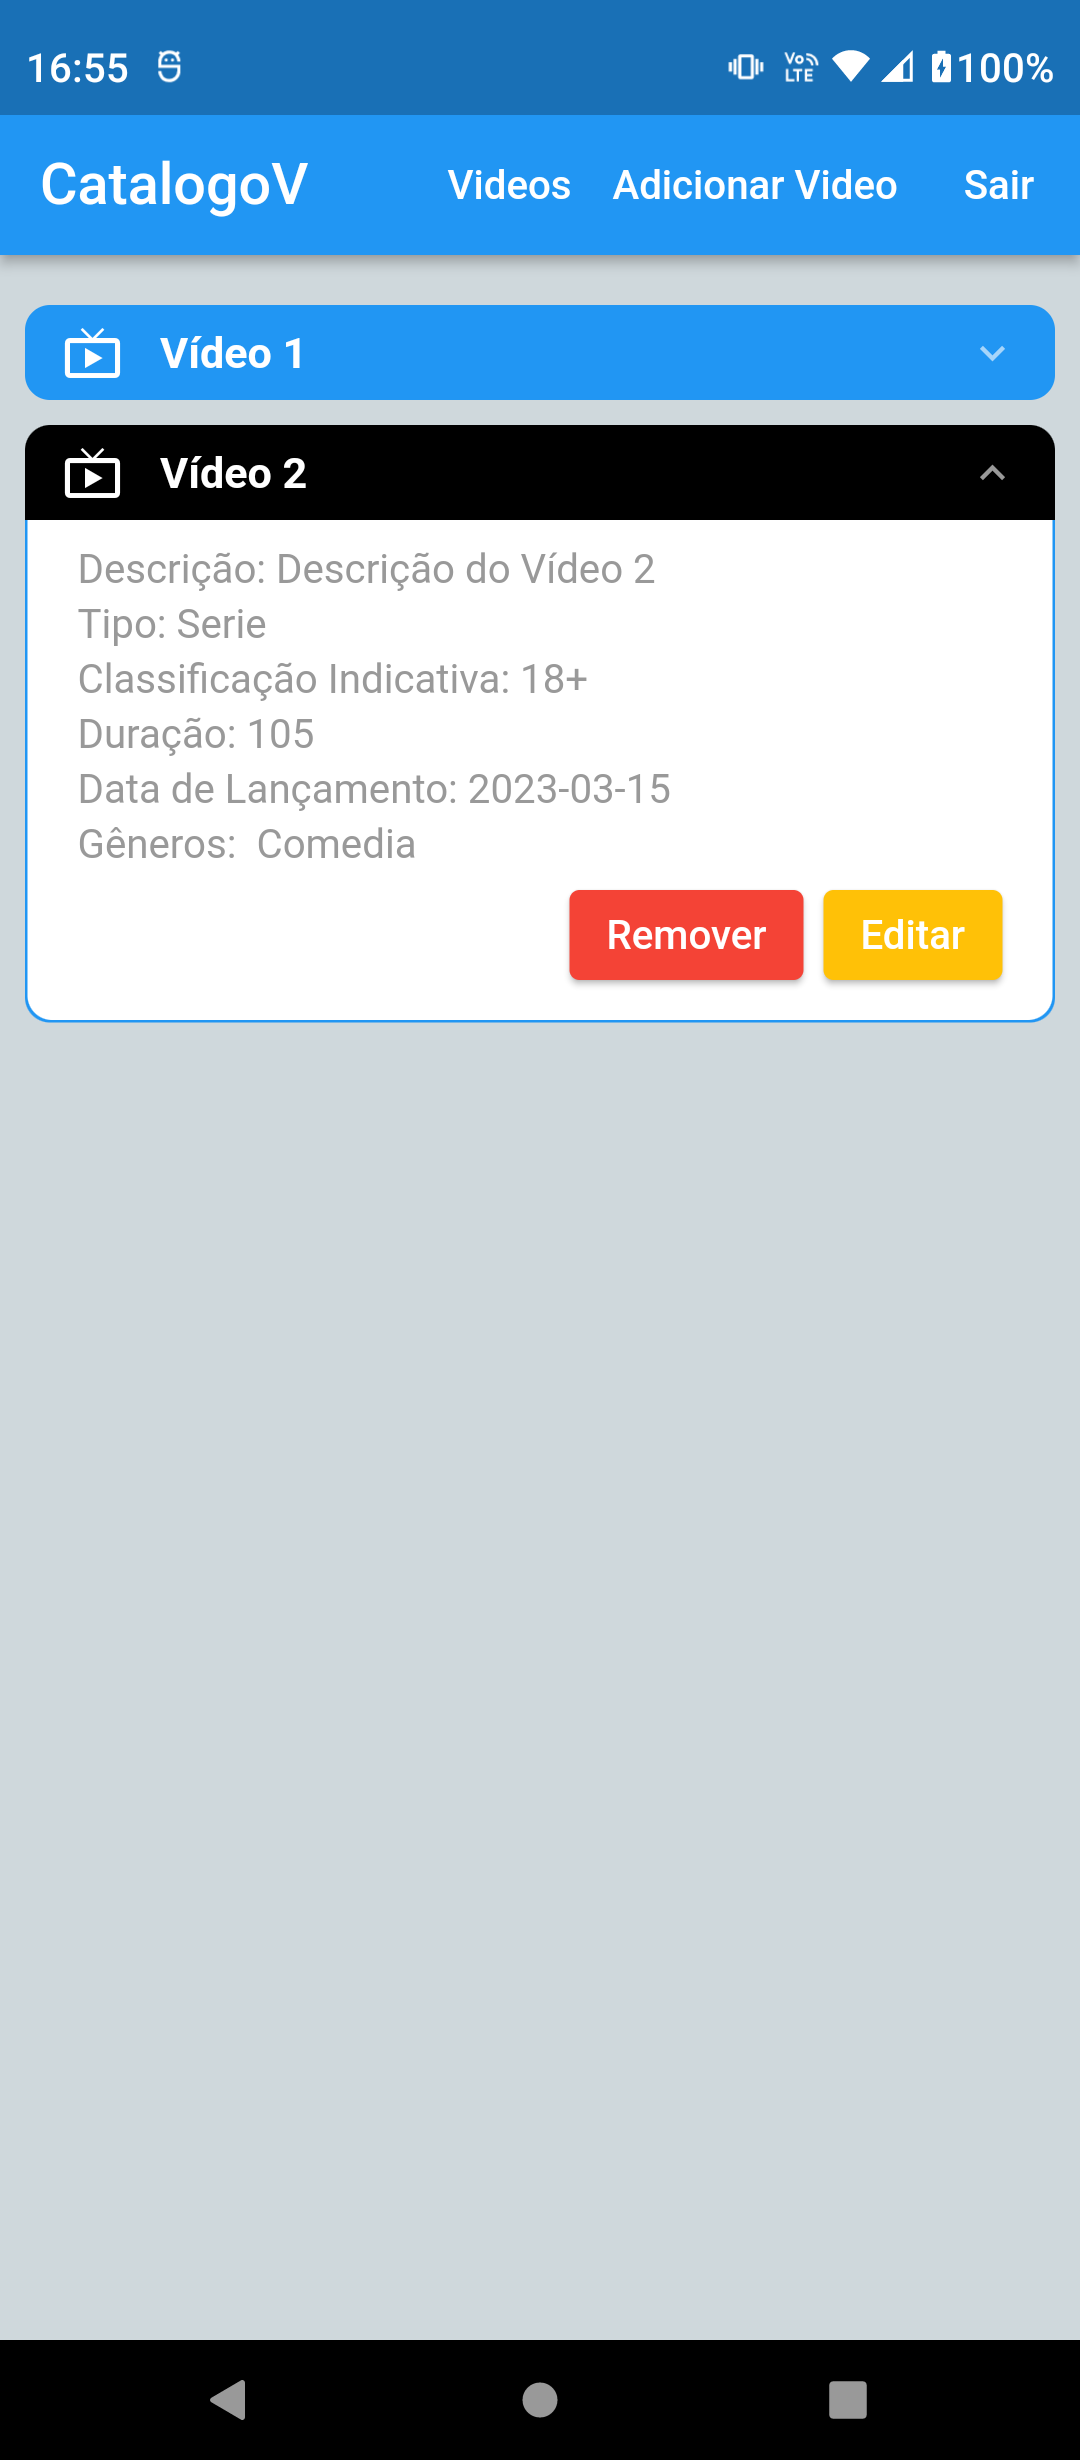 16:55
Vo LTE
100%
CatalogoV Videos Adicionar Video Sair
Vídeo 1
Vídeo 2
Descrição: Descrição do Vídeo 2
Tipo: Serie
Classificação Indicativa: 18+
Duração: 105
Data de Lançamento: 2023-03-15
Gêneros:  Comedia
Remover Editar